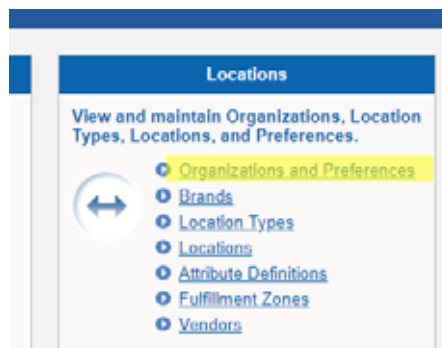 Locations
View and maintain Organizations, Location
Types, Locations, and Preferences.
Organizations and Preferences
Brands
Location Types
Locations
Attribute Definitions
Fulfillment Zones
Vendors